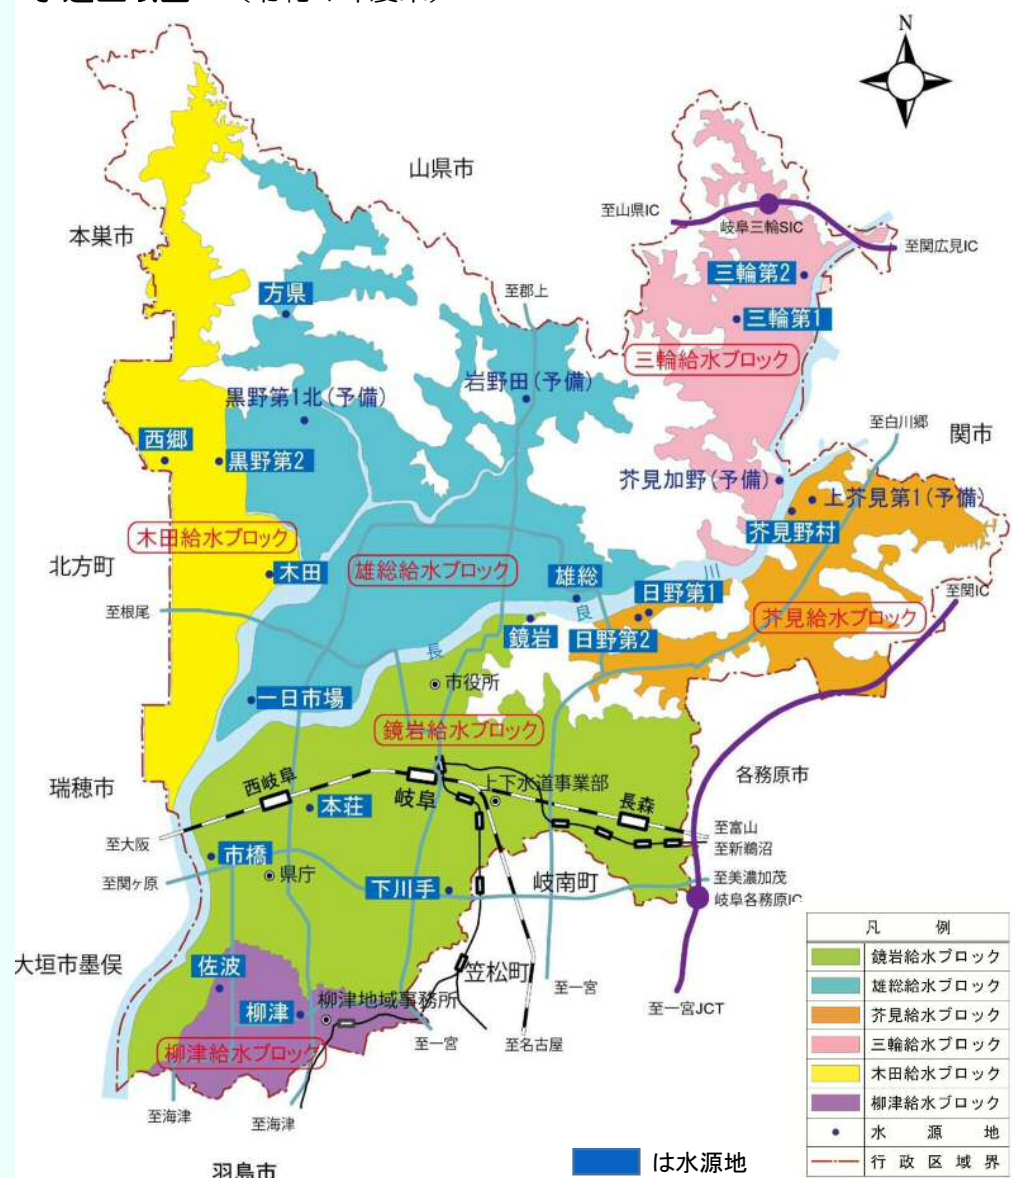 N
山県市
至山県IC
岐阜三輪SIC
至関広見IC
本巣市
三輪第2
方県
至郡上
三輪第1
三輪給水ブロック
岩野田(予備)
黒野第1北(予備)
至白川郷
関市
西郷
黒野第2
芥見加野(予備)
上芥見第1(予備)
芥見野村
木田給水ブロック
北方町
木田
雄総給水ブロック
雄総
川
至関IC
日野第1
至根尾
良
芥見給水ブロック
鏡岩
日野第2
長
市役所
一日市場
鏡岩給水ブロック
瑞穂市
西岐阜
岐阜
上下水道事業部
各務原市
本荘
長森
至富山
至大阪
至新鵜沼
市橋
県庁
至関ヶ原
下川手
岐南町
至美濃加茂
岐阜各務原IC
大垣市墨俣
佐波
笠松町
至一宮
柳津
柳津地域事務所
至一宮JCT
至一宮
至名古屋
柳津給水ブロック
至海津
至海津
羽島市
凡 例
鏡岩給水ブロック
雄総給水ブロック
芥見給水ブロック
三輪給水ブロック
木田給水ブロック
柳津給水ブロック
水 源 地
行 政 区 域 界
は水源地